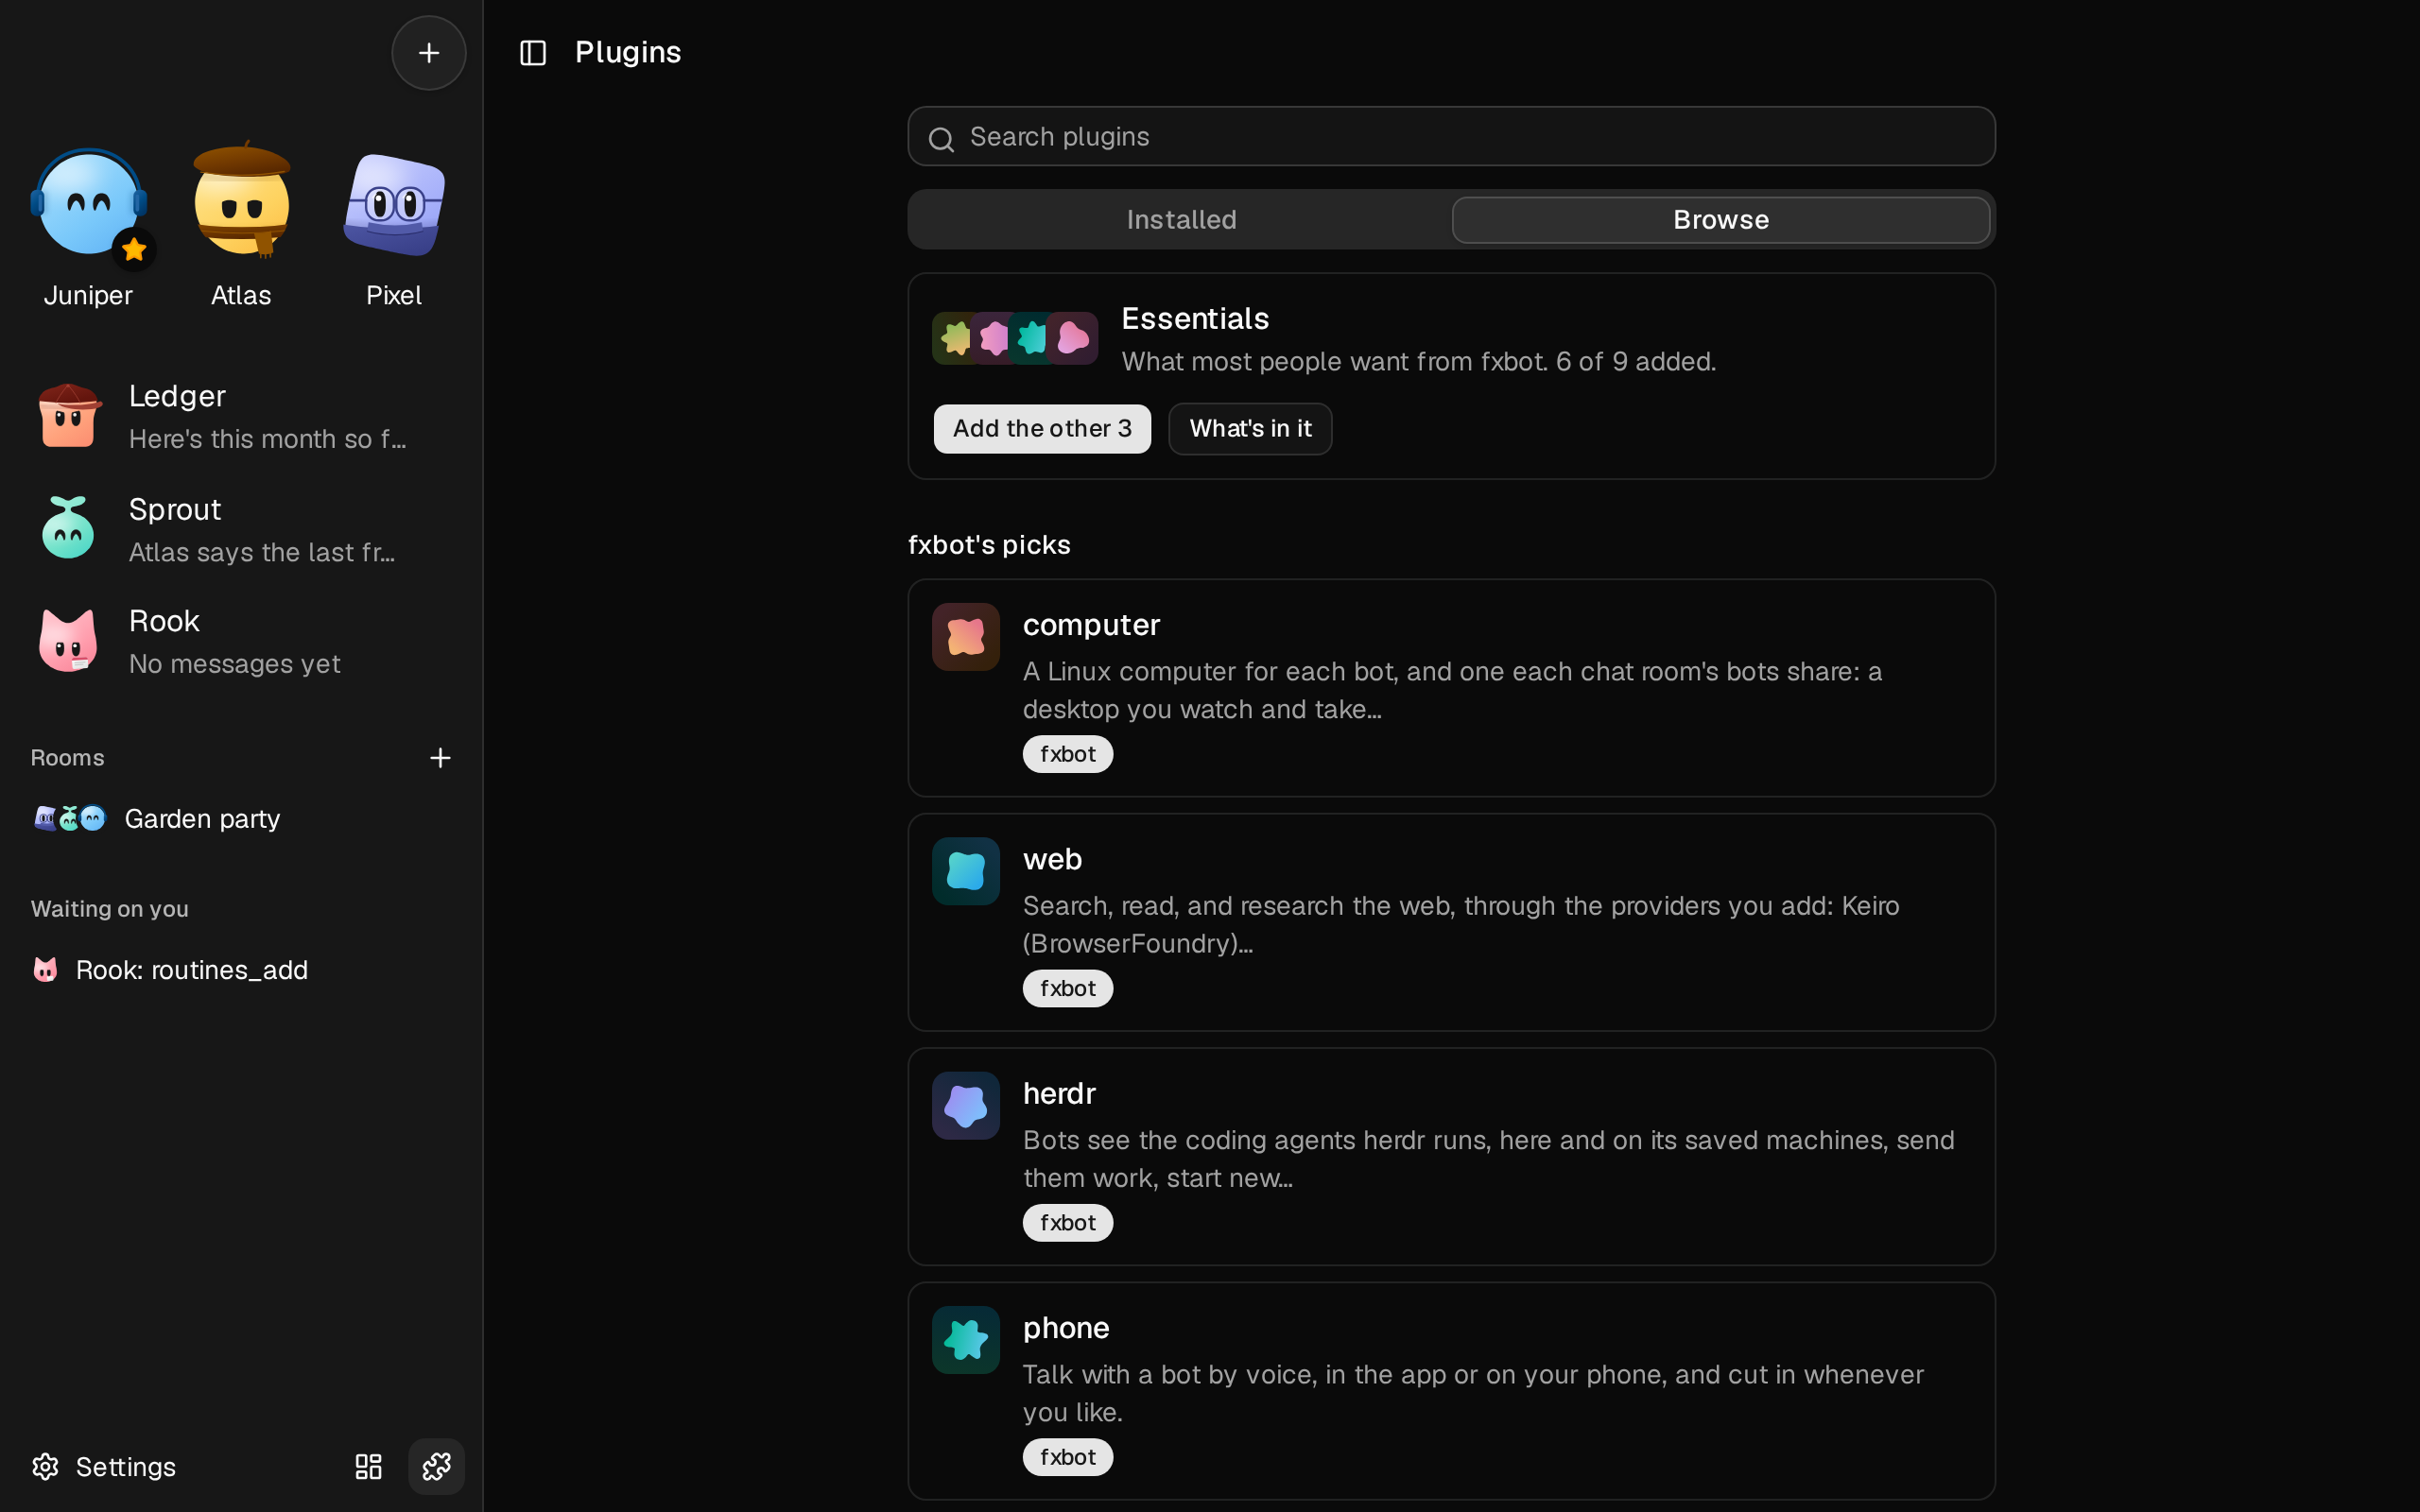 Plugins
Search plugins
Installed
Browse
Juniper
Atlas
Pixel
Ledger
Here's this month so f…
Sprout
Atlas says the last fr…
Rook
No messages yet
Rooms
Garden party
Waiting on you
Rook: routines_add
Settings
Essentials
What most people want from fxbot. 6 of 9 added.
Add the other 3
What's in it
fxbot's picks
computer
A Linux computer for each bot, and one each chat room's bots share: a
desktop you watch and take…
fxbot
web
Search, read, and research the web, through the providers you add: Keiro
(BrowserFoundry)…
fxbot
herdr
Bots see the coding agents herdr runs, here and on its saved machines, send
them work, start new…
fxbot
phone
Talk with a bot by voice, in the app or on your phone, and cut in whenever
you like.
fxbot